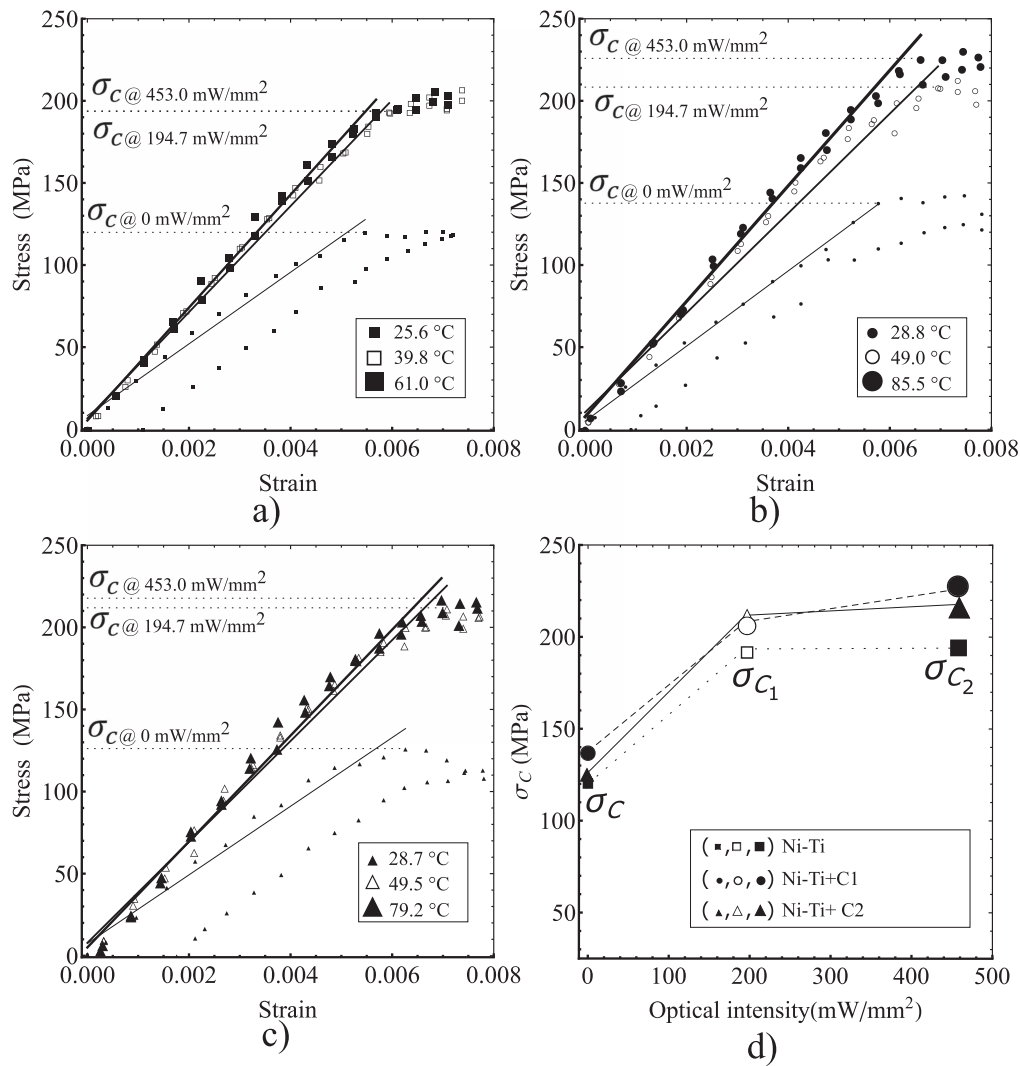 250
200
150
100
50
0
Stress (MPa)
σC @ 453.0 mW/mm²
σC @ 194.7 mW/mm²
σC @ 0 mW/mm²
25.6 °C
39.8 °C
61.0 °C
0.000 0.002 0.004 0.006 0.008
Strain
a)
250
200
150
100
50
0
Stress (MPa)
σC @ 453.0 mW/mm²
σC @ 194.7 mW/mm²
σC @ 0 mW/mm²
28.8 °C
49.0 °C
85.5 °C
0.000 0.002 0.004 0.006 0.008
Strain
b)
250
200
150
100
50
0
Stress (MPa)
σC @ 453.0 mW/mm²
σC @ 194.7 mW/mm²
σC @ 0 mW/mm²
28.7 °C
49.5 °C
79.2 °C
0.000 0.002 0.004 0.006 0.008
Strain
c)
250
200
150
100
50
σC (MPa)
σC1
σC2
σC
(▪,□,■) Ni-Ti
(•,○,●) Ni-Ti+C1
(▴,△,▲) Ni-Ti+ C2
0 100 200 300 400 500
Optical intensity(mW/mm²)
d)